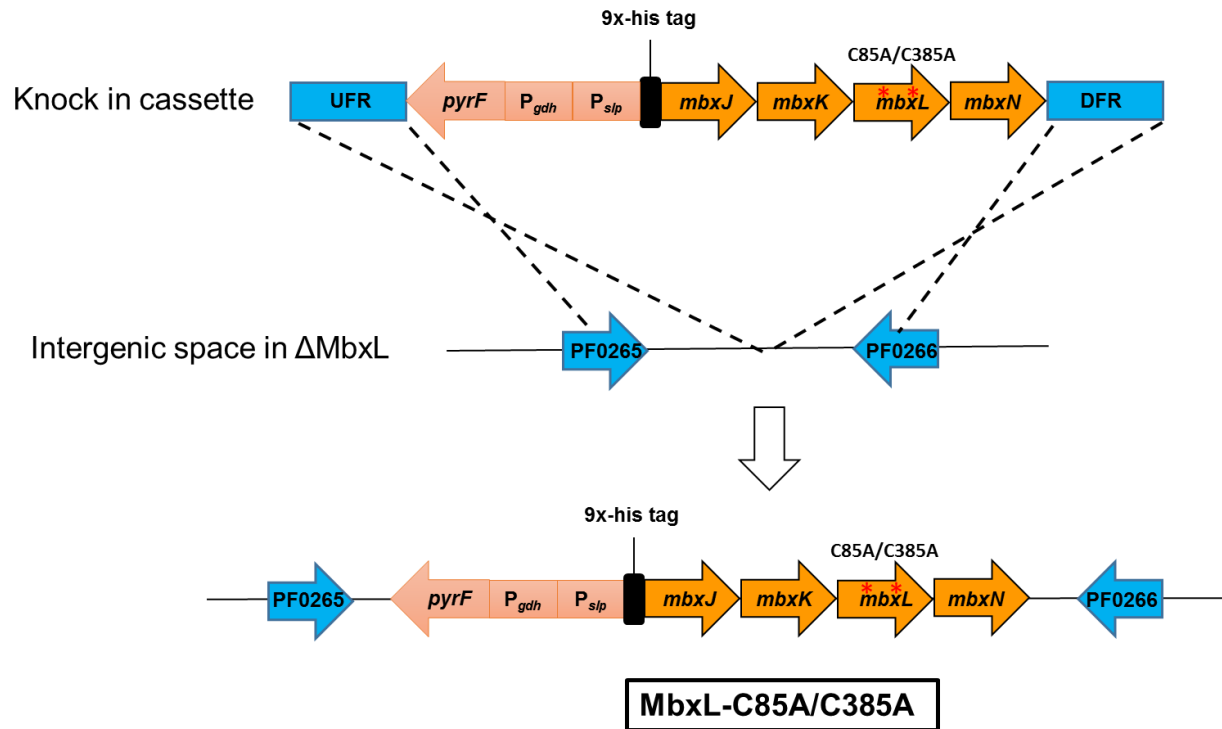 9x-his tag
C85A/C385A
Knock in cassette
UFR pyrF Pgdh Pslp mbxJ mbxK mbxL mbxN DFR
**
Intergenic space in ΔMbxL
PF0265 PF0266
9x-his tag
C85A/C385A
PF0265 pyrF Pgdh Pslp mbxJ mbxK mbxL mbxN PF0266
**
MbxL-C85A/C385A